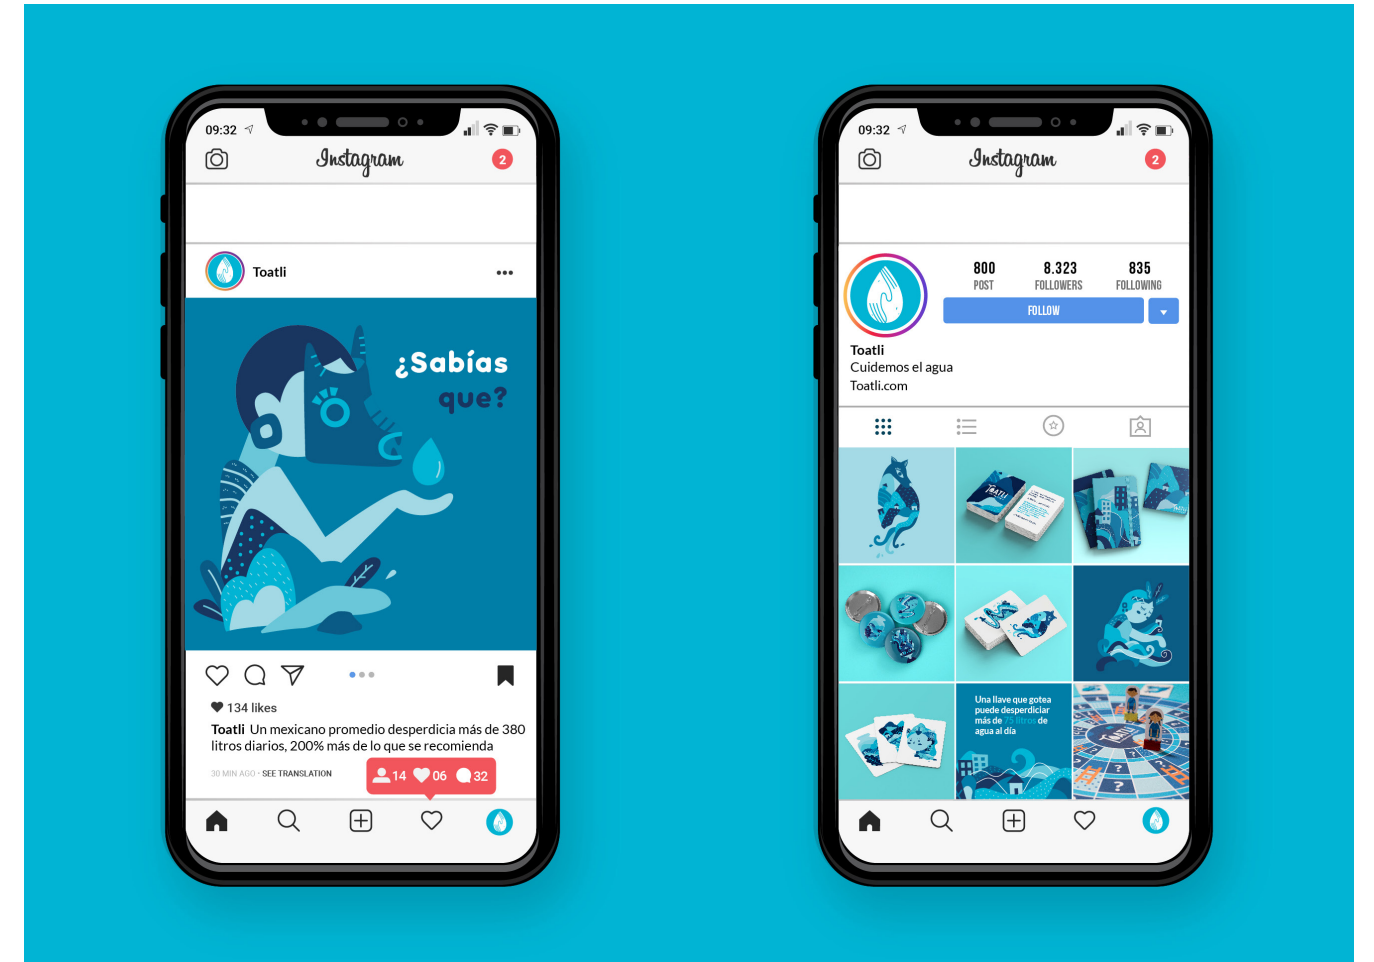 09:32
Instagram
2
Toatli
¿Sabías
que?
134 likes
Toatli Un mexicano promedio desperdicia más de 380
litros diarios, 200% más de lo que se recomienda
30 MIN AGO · SEE TRANSLATION
14 06 32
09:32
Instagram
2
800 8.323 835
POST FOLLOWERS FOLLOWING
FOLLOW
Toatli
Cuidemos el agua
Toatli.com
TOATLI
Toatli
Una llave que gotea
puede desperdiciar
más de 75 litros de
agua al día
TOATLI
? ? ? ?